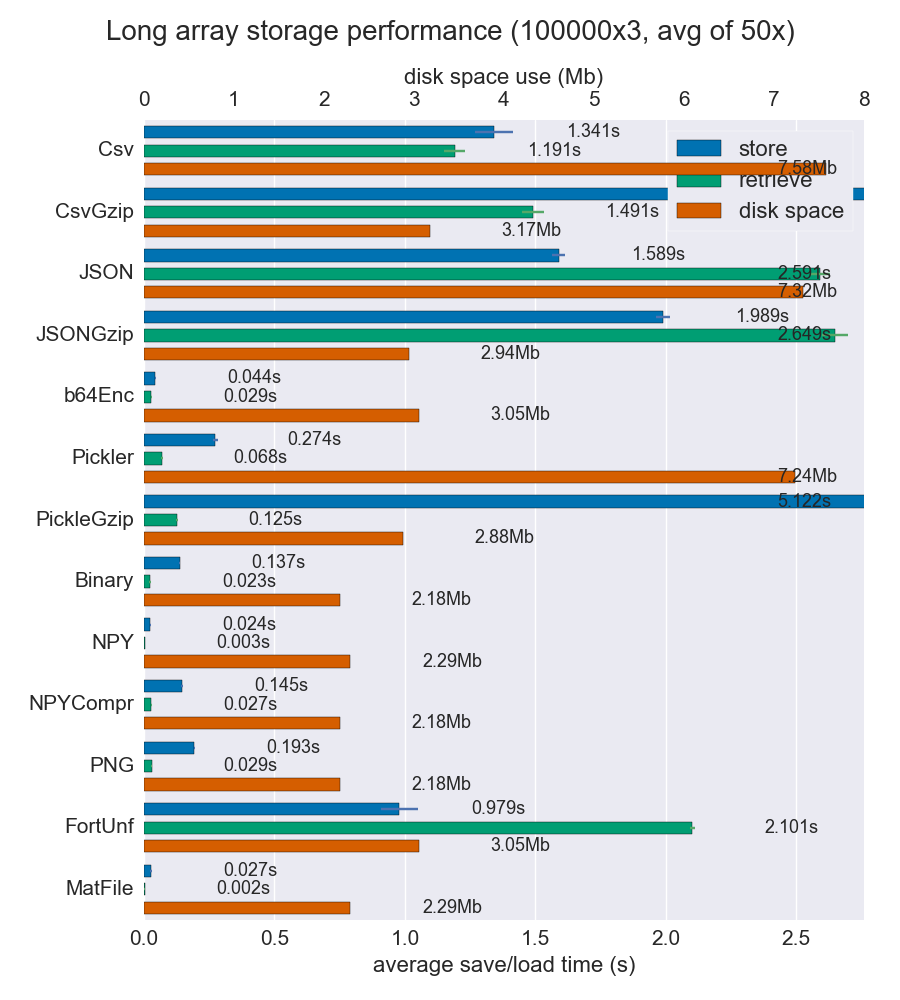 Long array storage performance (100000x3, avg of 50x)
disk space use (Mb)
0 1 2 3 4 5 6 7 8
store
retrieve
disk space
Csv
1.341s
1.191s
7.58Mb
CsvGzip
1.491s
3.17Mb
JSON
1.589s
2.591s
7.32Mb
JSONGzip
1.989s
2.649s
2.94Mb
b64Enc
0.044s
0.029s
3.05Mb
Pickler
0.274s
0.068s
7.24Mb
PickleGzip
5.122s
0.125s
2.88Mb
Binary
0.137s
0.023s
2.18Mb
NPY
0.024s
0.003s
2.29Mb
NPYCompr
0.145s
0.027s
2.18Mb
PNG
0.193s
0.029s
2.18Mb
FortUnf
0.979s
2.101s
3.05Mb
MatFile
0.027s
0.002s
2.29Mb
0.0 0.5 1.0 1.5 2.0 2.5
average save/load time (s)